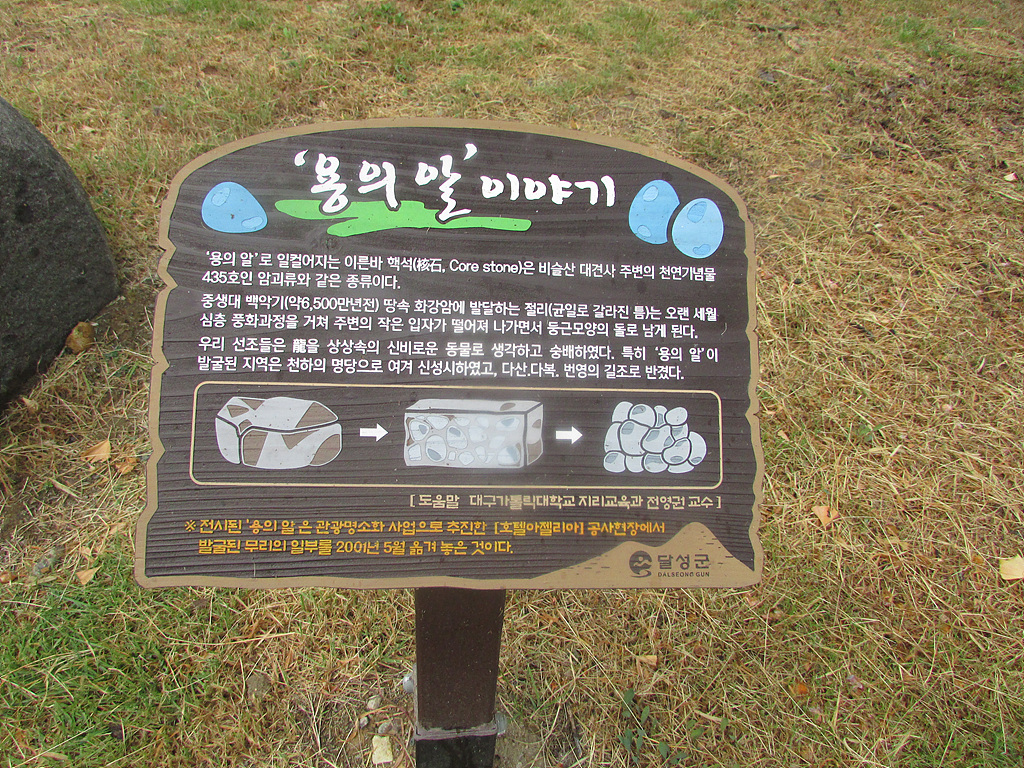 ‘용의 알’ 이야기
‘용의 알’로 일컬어지는 이른바 핵석(核石, Core stone)은 비슬산 대견사 주변의 천연기념물
435호인 암괴류와 같은 종류이다.
중생대 백악기(약6,500만년전) 땅속 화강암에 발달하는 절리(균일로 갈라진 틈)는 오랜 세월
심층 풍화과정을 거쳐 주변의 작은 입자가 떨어져 나가면서 둥근모양의 돌로 남게 된다.
우리 선조들은 龍을 상상속의 신비로운 동물로 생각하고 숭배하였다. 특히 ‘용의 알’이
발굴된 지역은 천하의 명당으로 여겨 신성시하였고, 다산.다복. 번영의 길조로 반겼다.
[ 도움말 대구가톨릭대학교 지리교육과 전영권 교수 ]
※ 전시된 '용의 알'은 관광명소화 사업으로 추진한 [호텔아젤리아] 공사현장에서
발굴된 무리의 일부를 2001년 5월 옮겨 놓은 것이다.
달성군
DALSEONG GUN